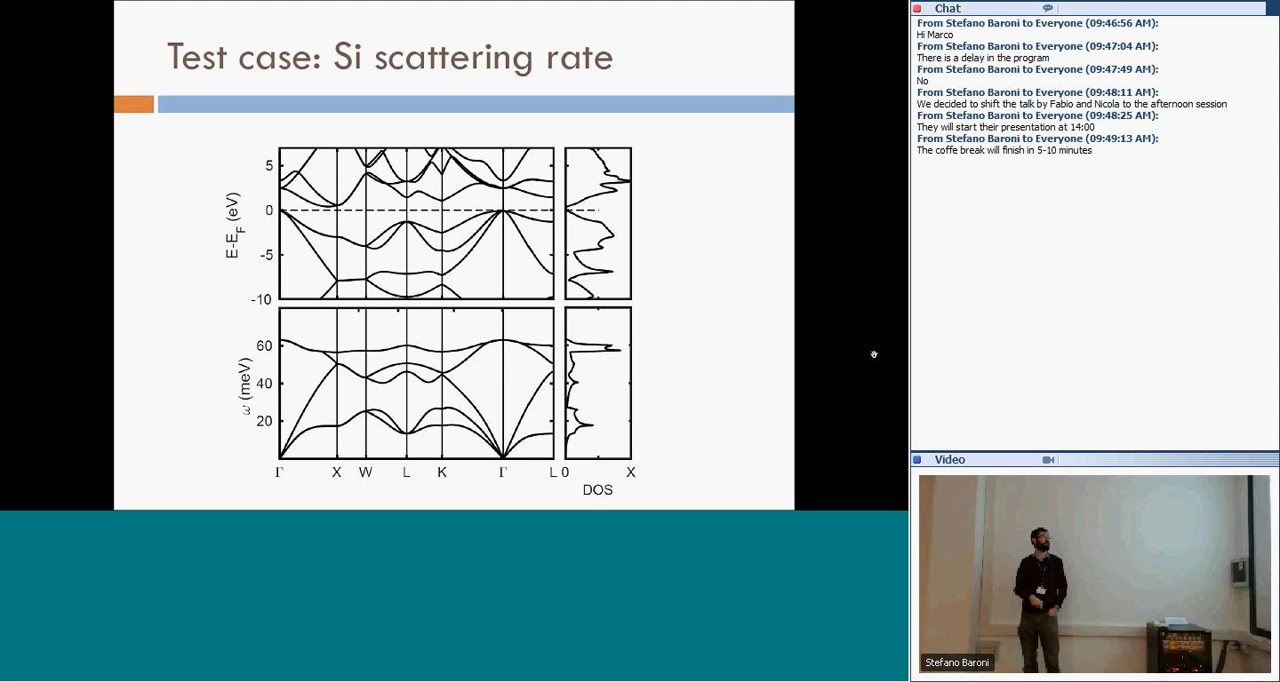 Test case: Si scattering rate
5
0
-5
-10
E-E_F (eV)
60
40
20
ω (meV)
Γ X W L K Γ L 0 X
DOS
Chat
From Stefano Baroni to Everyone (09:46:56 AM):
Hi Marco
From Stefano Baroni to Everyone (09:47:04 AM):
There is a delay in the program
From Stefano Baroni to Everyone (09:47:49 AM):
No
From Stefano Baroni to Everyone (09:48:11 AM):
We decided to shift the talk by Fabio and Nicola to the afternoon session
From Stefano Baroni to Everyone (09:48:25 AM):
They will start their presentation at 14:00
From Stefano Baroni to Everyone (09:49:13 AM):
The coffe break will finish in 5-10 minutes
Video
Stefano Baroni